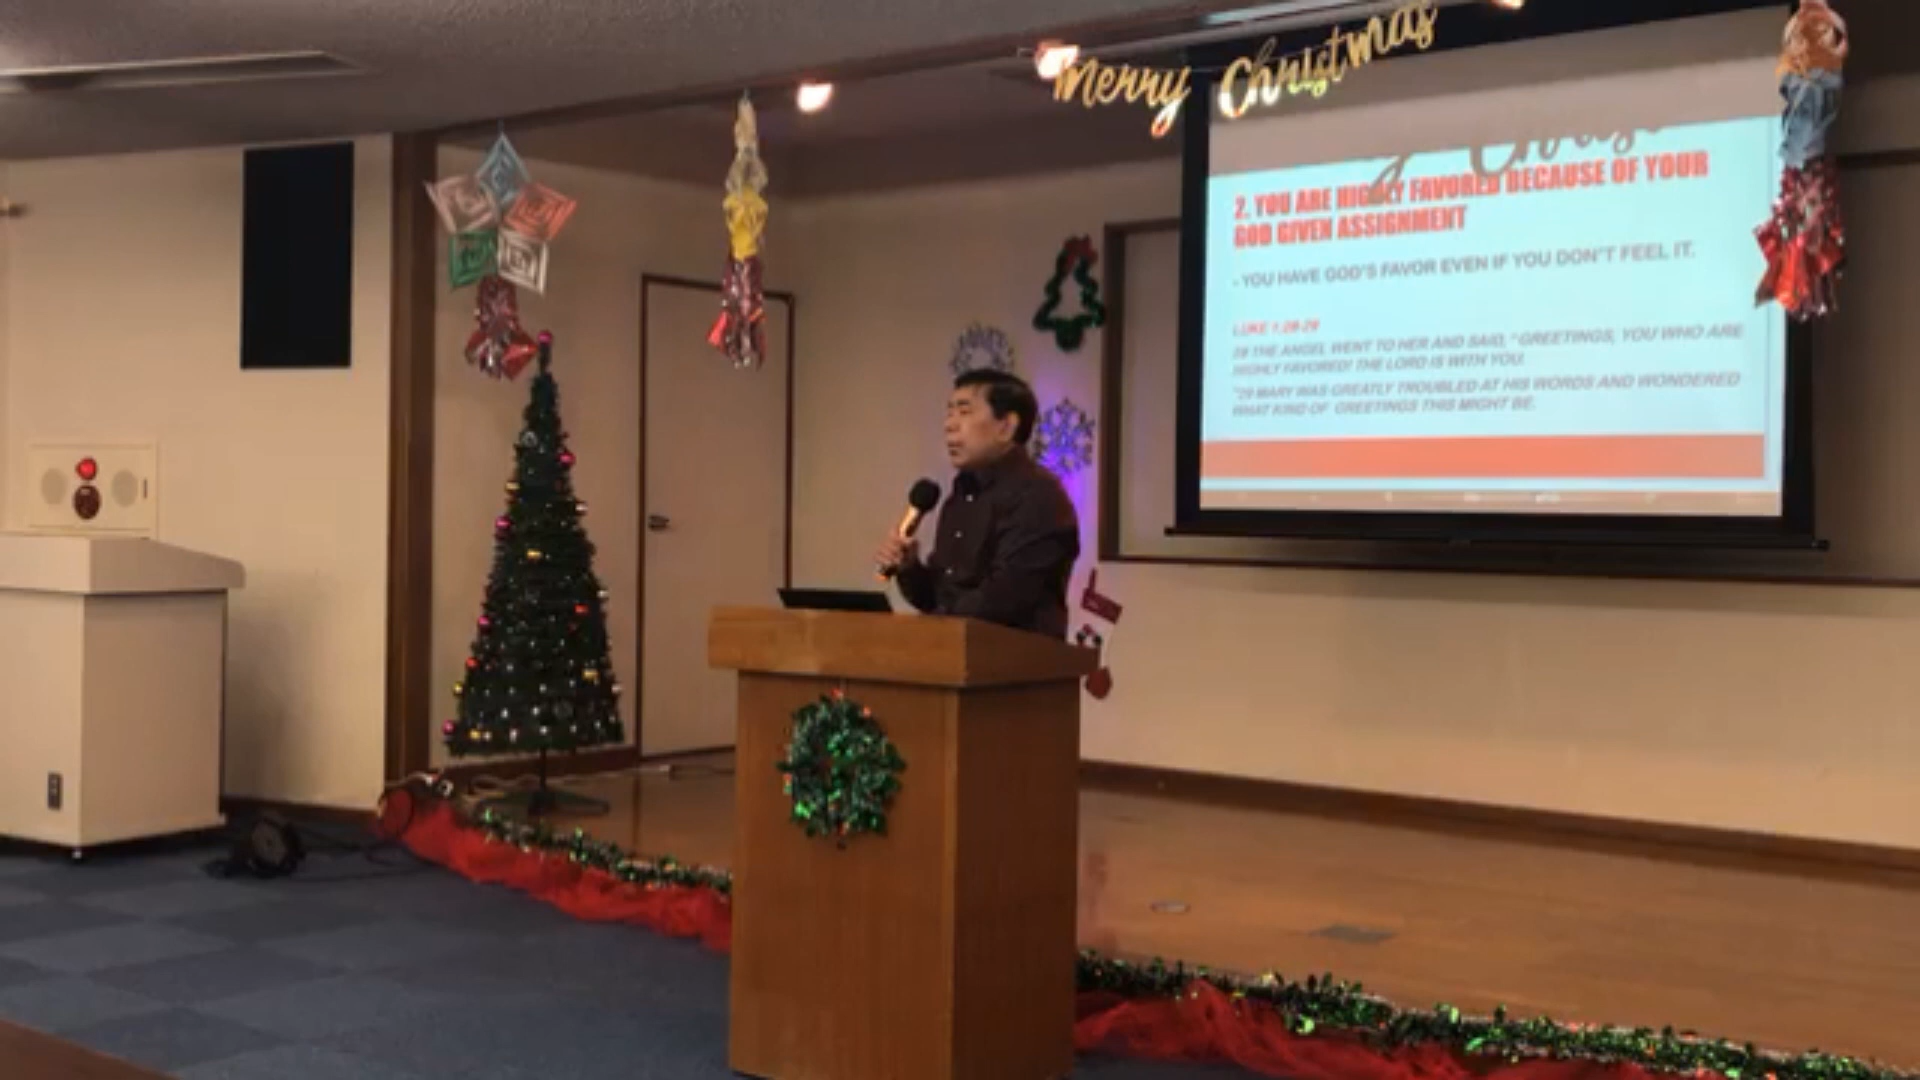 Merry Christmas
2. YOU ARE HIGHLY FAVORED BECAUSE OF YOUR
GOD GIVEN ASSIGNMENT
- YOU HAVE GOD'S FAVOR EVEN IF YOU DON"T FEEL IT.
LUKE 1:28-29
28 THE ANGEL WENT TO HER AND SAID, "GREETINGS, YOU WHO ARE
HIGHLY FAVORED! THE LORD IS WITH YOU.
"29 MARY WAS GREATLY TROUBLED AT HIS WORDS AND WONDERED
WHAT KIND OF GREETINGS THIS MIGHT BE.